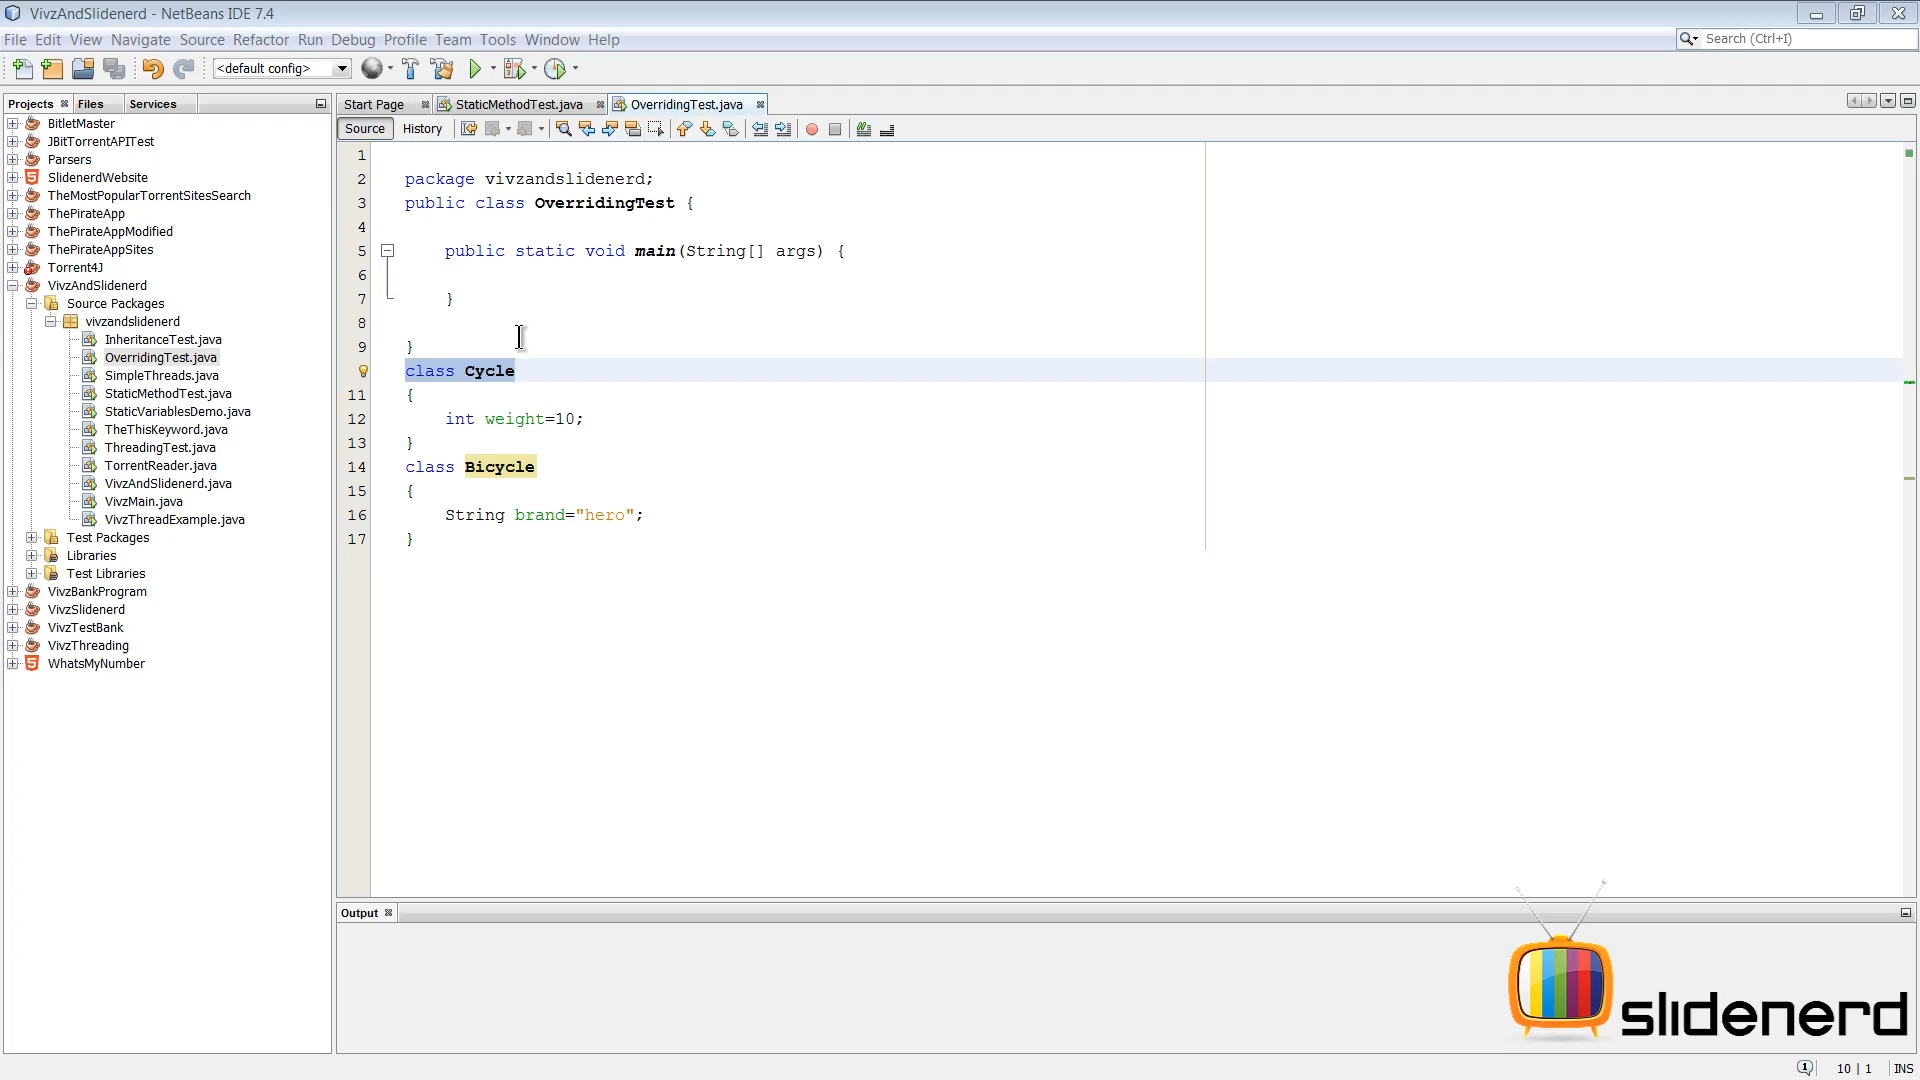 VivzAndSlidenerd - NetBeans IDE 7.4
File Edit View Navigate Source Refactor Run Debug Profile Team Tools Window Help
Search (Ctrl+I)
<default config>
Projects Files Services
Start Page StaticMethodTest.java OverridingTest.java
Source History
BitletMaster
JBitTorrentAPITest
Parsers
SlidenerdWebsite
TheMostPopularTorrentSitesSearch
ThePirateApp
ThePirateAppModified
ThePirateAppSites
Torrent4J
VivzAndSlidenerd
Source Packages
vivzandslidenerd
InheritanceTest.java
OverridingTest.java
SimpleThreads.java
StaticMethodTest.java
StaticVariablesDemo.java
TheThisKeyword.java
ThreadingTest.java
TorrentReader.java
VivzAndSlidenerd.java
VivzMain.java
VivzThreadExample.java
Test Packages
Libraries
Test Libraries
VivzBankProgram
VivzSlidenerd
VivzTestBank
VivzThreading
WhatsMyNumber
1
2 package vivzandslidenerd;
3 public class OverridingTest {
4
5 public static void main(String[] args) {
6
7 }
8
9 }
class Cycle
11 {
12 int weight=10;
13 }
14 class Bicycle
15 {
16 String brand="hero";
17 }
Output
slidenerd
1 10 | 1 INS